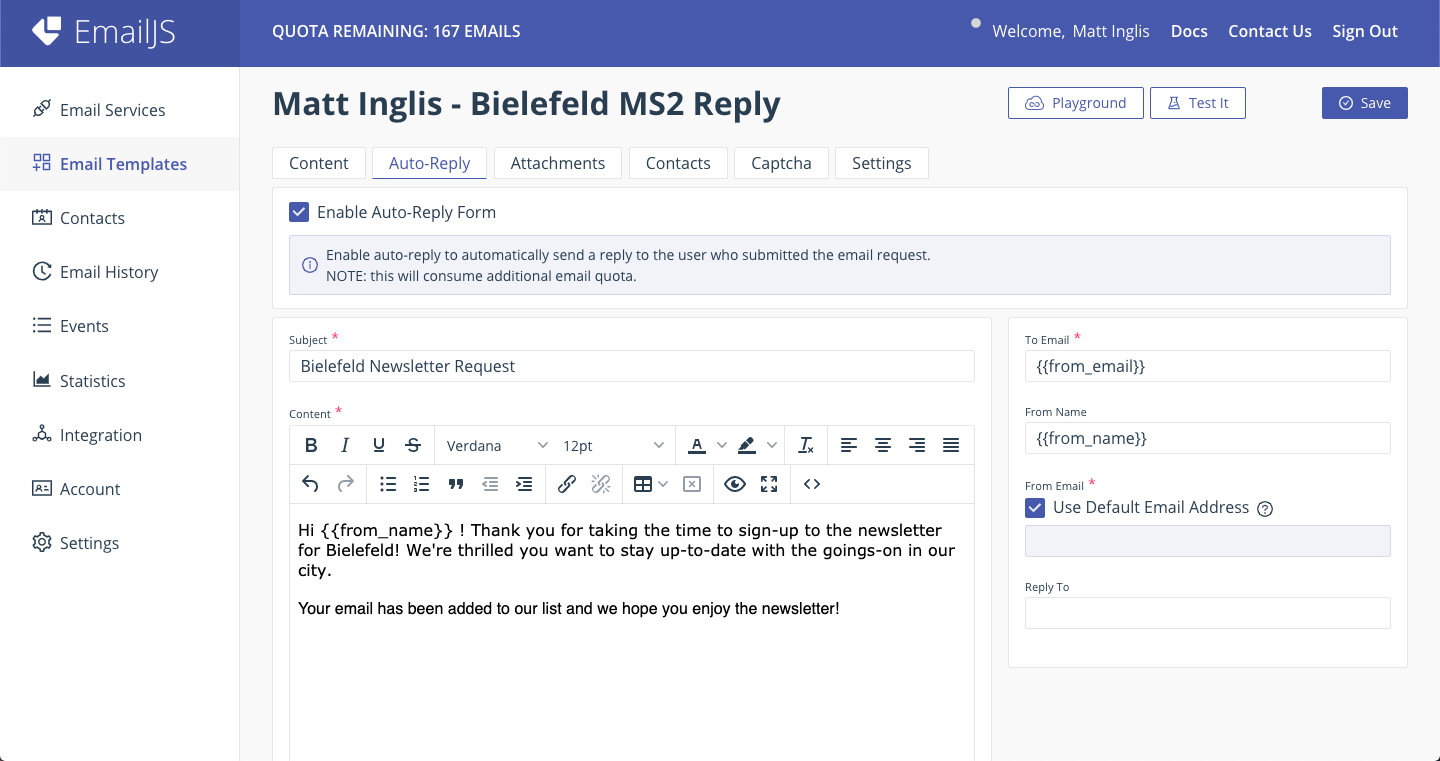 EmailJS
QUOTA REMAINING: 167 EMAILS
Welcome, Matt Inglis
Docs
Contact Us
Sign Out
Email Services
Email Templates
Contacts
Email History
Events
Statistics
Integration
Account
Settings
Matt Inglis - Bielefeld MS2 Reply
Playground
Test It
Save
Content
Auto-Reply
Attachments
Contacts
Captcha
Settings
Enable Auto-Reply Form
Enable auto-reply to automatically send a reply to the user who submitted the email request.
NOTE: this will consume additional email quota.
Subject *
Bielefeld Newsletter Request
Content *
B I U S Verdana 12pt A
Hi {{from_name}} ! Thank you for taking the time to sign-up to the newsletter
for Bielefeld! We're thrilled you want to stay up-to-date with the goings-on in our
city.
Your email has been added to our list and we hope you enjoy the newsletter!
To Email *
{{from_email}}
From Name
{{from_name}}
From Email *
Use Default Email Address
Reply To